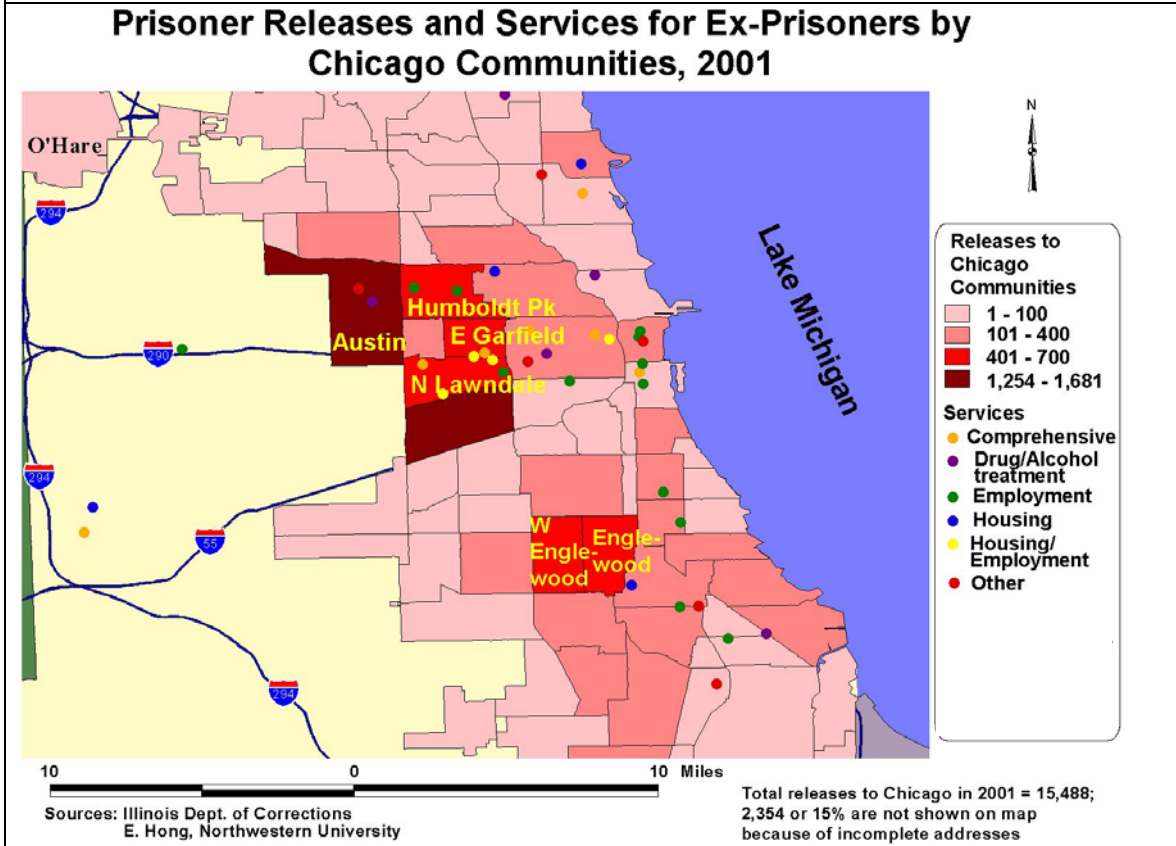 Prisoner Releases and Services for Ex-Prisoners by
Chicago Communities, 2001
O'Hare
294
N
Lake Michigan
Releases to
Chicago
Communities
1 - 100
101 - 400
401 - 700
1,254 - 1,681
Services
Comprehensive
Drug/Alcohol
treatment
Employment
Housing
Housing/
Employment
Other
Humboldt Pk
E Garfield
Austin
290
N Lawndale
294
55
W
Engle-
wood
Engle-
wood
294
10 0 10 Miles
Sources: Illinois Dept. of Corrections
E. Hong, Northwestern University
Total releases to Chicago in 2001 = 15,488;
2,354 or 15% are not shown on map
because of incomplete addresses